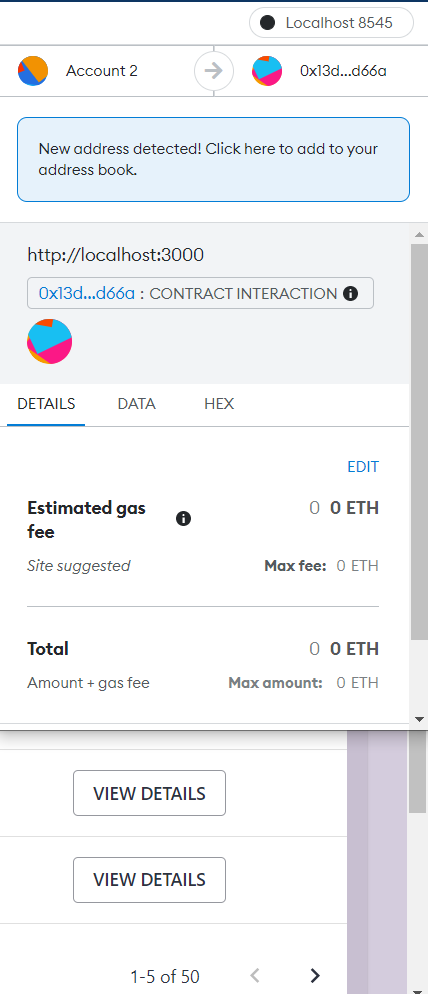 Localhost 8545
Account 2
0x13d...d66a
New address detected! Click here to add to your
address book.
http://localhost:3000
0x13d...d66a : CONTRACT INTERACTION
DETAILS DATA HEX
EDIT
Estimated gas
fee
0 0 ETH
Site suggested
Max fee: 0 ETH
Total
0 0 ETH
Amount + gas fee
Max amount: 0 ETH
VIEW DETAILS
VIEW DETAILS
1-5 of 50